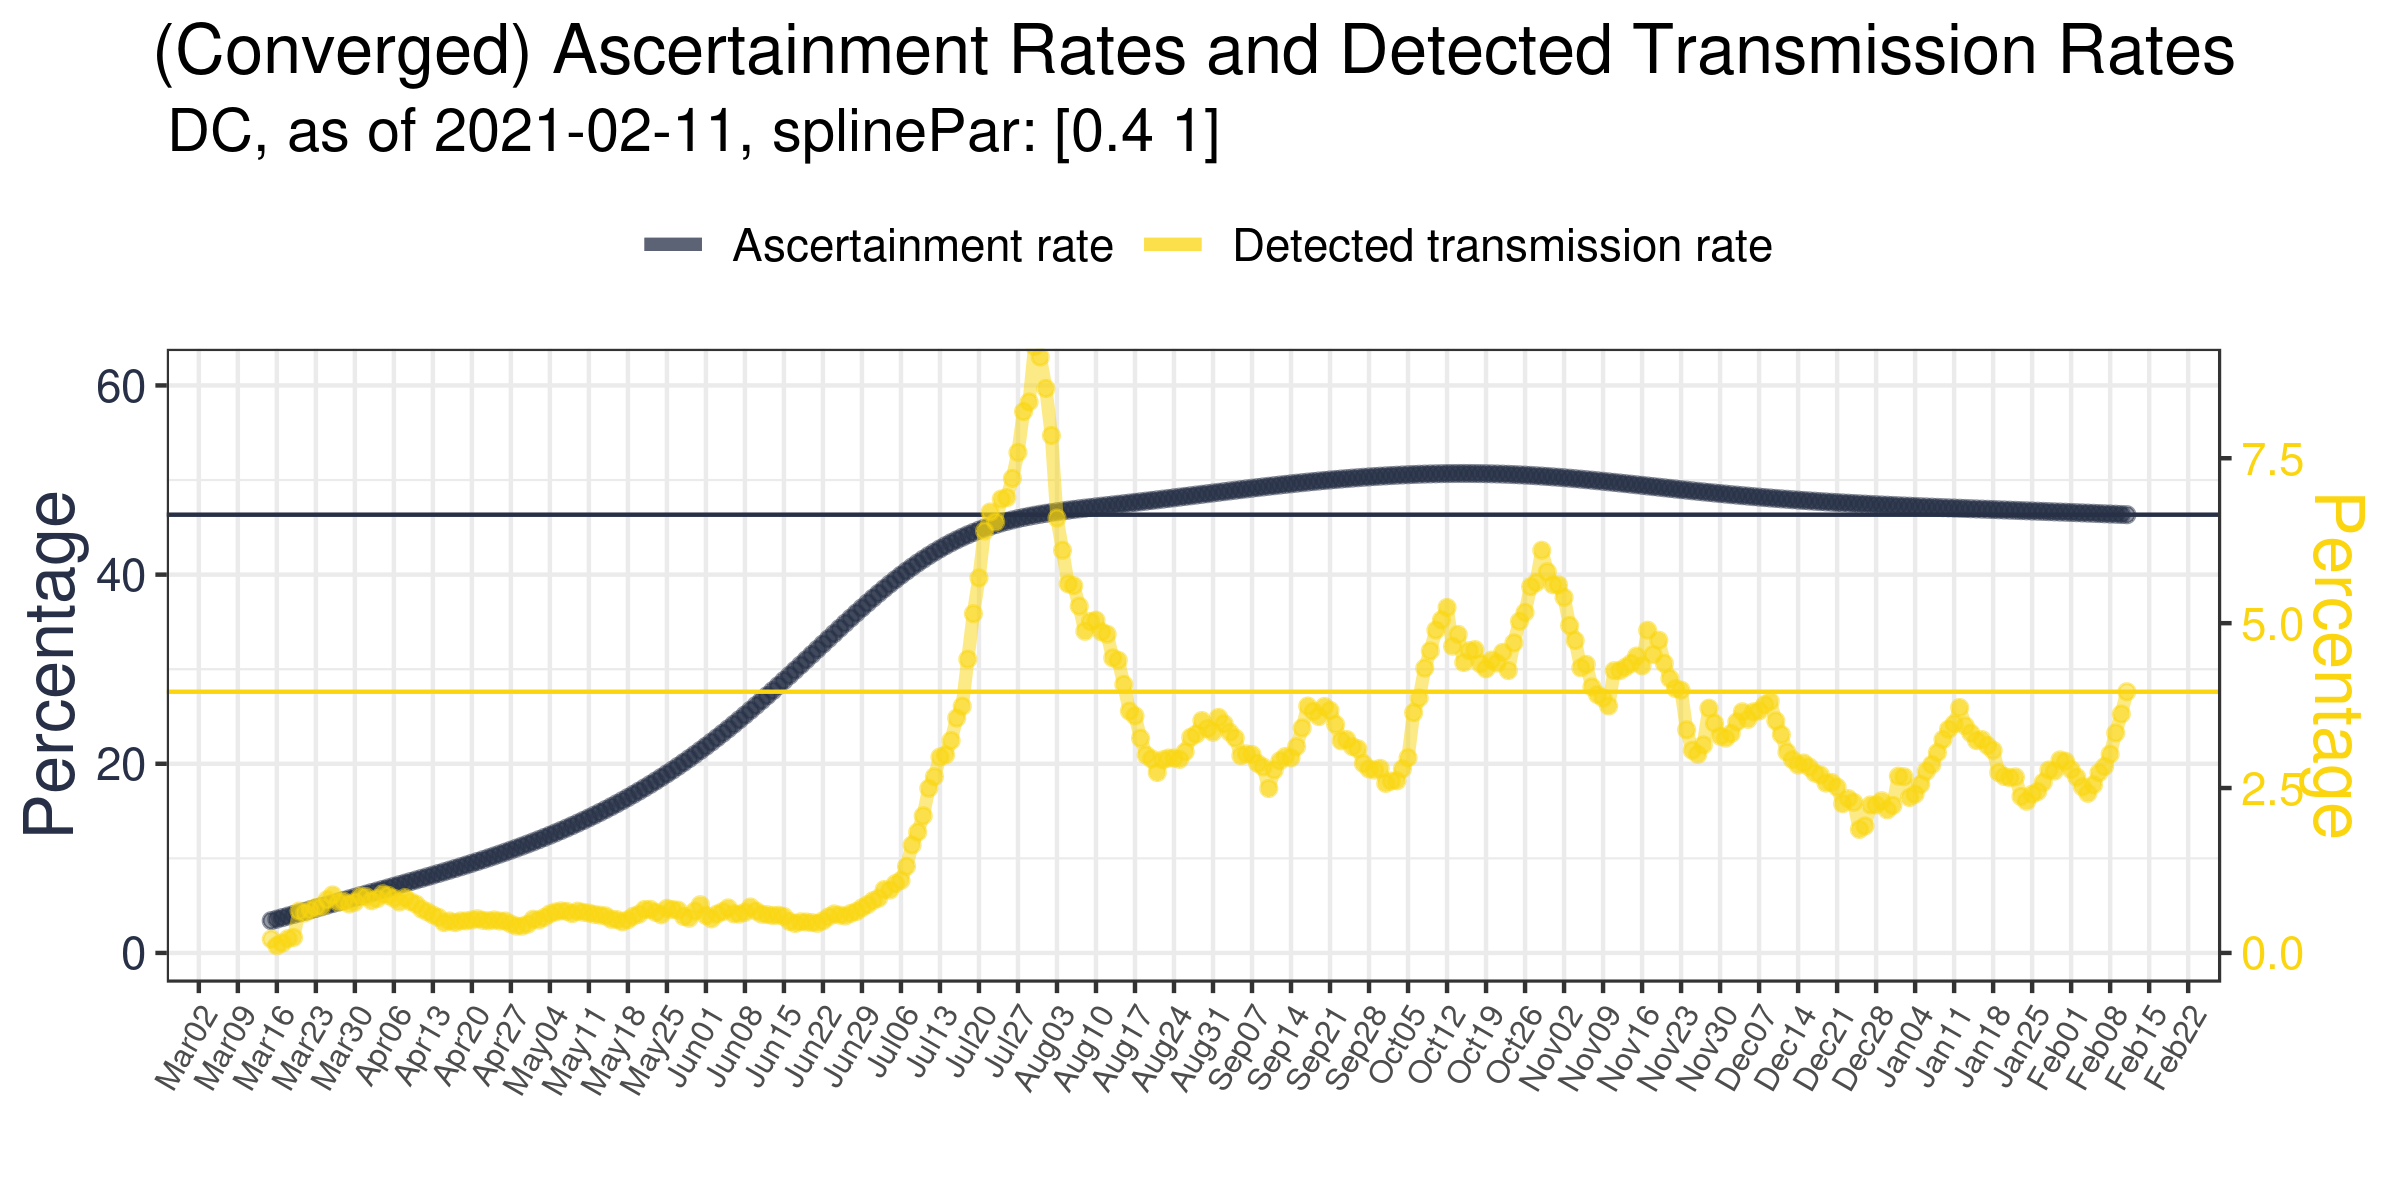 (Converged) Ascertainment Rates and Detected Transmission Rates
DC, as of 2021-02-11, splinePar: [0.4 1]
Ascertainment rate
Detected transmission rate
Percentage
60
40
20
0
7.5
5.0
2.5
0.0
Percentage
Mar02
Mar09
Mar16
Mar23
Mar30
Apr06
Apr13
Apr20
Apr27
May04
May11
May18
May25
Jun01
Jun08
Jun15
Jun22
Jun29
Jul06
Jul13
Jul20
Jul27
Aug03
Aug10
Aug17
Aug24
Aug31
Sep07
Sep14
Sep21
Sep28
Oct05
Oct12
Oct19
Oct26
Nov02
Nov09
Nov16
Nov23
Nov30
Dec07
Dec14
Dec21
Dec28
Jan04
Jan11
Jan18
Jan25
Feb01
Feb08
Feb15
Feb22